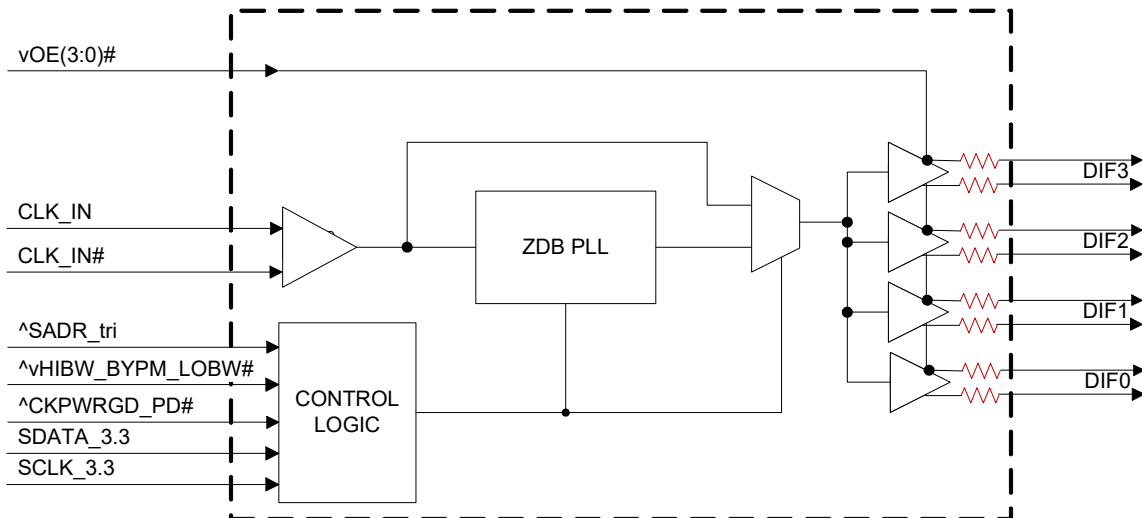 vOE(3:0)#
CLK_IN
CLK_IN#
^SADR_tri
^vHIBW_BYPM_LOBW#
^CKPWRGD_PD#
SDATA_3.3
SCLK_3.3
ZDB PLL
CONTROL
LOGIC
DIF3
DIF2
DIF1
DIF0